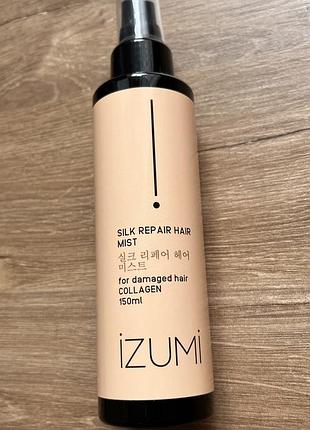 SILK REPAIR HAIR
MIST
실크 리페어 헤어
미스트
for damaged hair
COLLAGEN
150ml
iZUMi